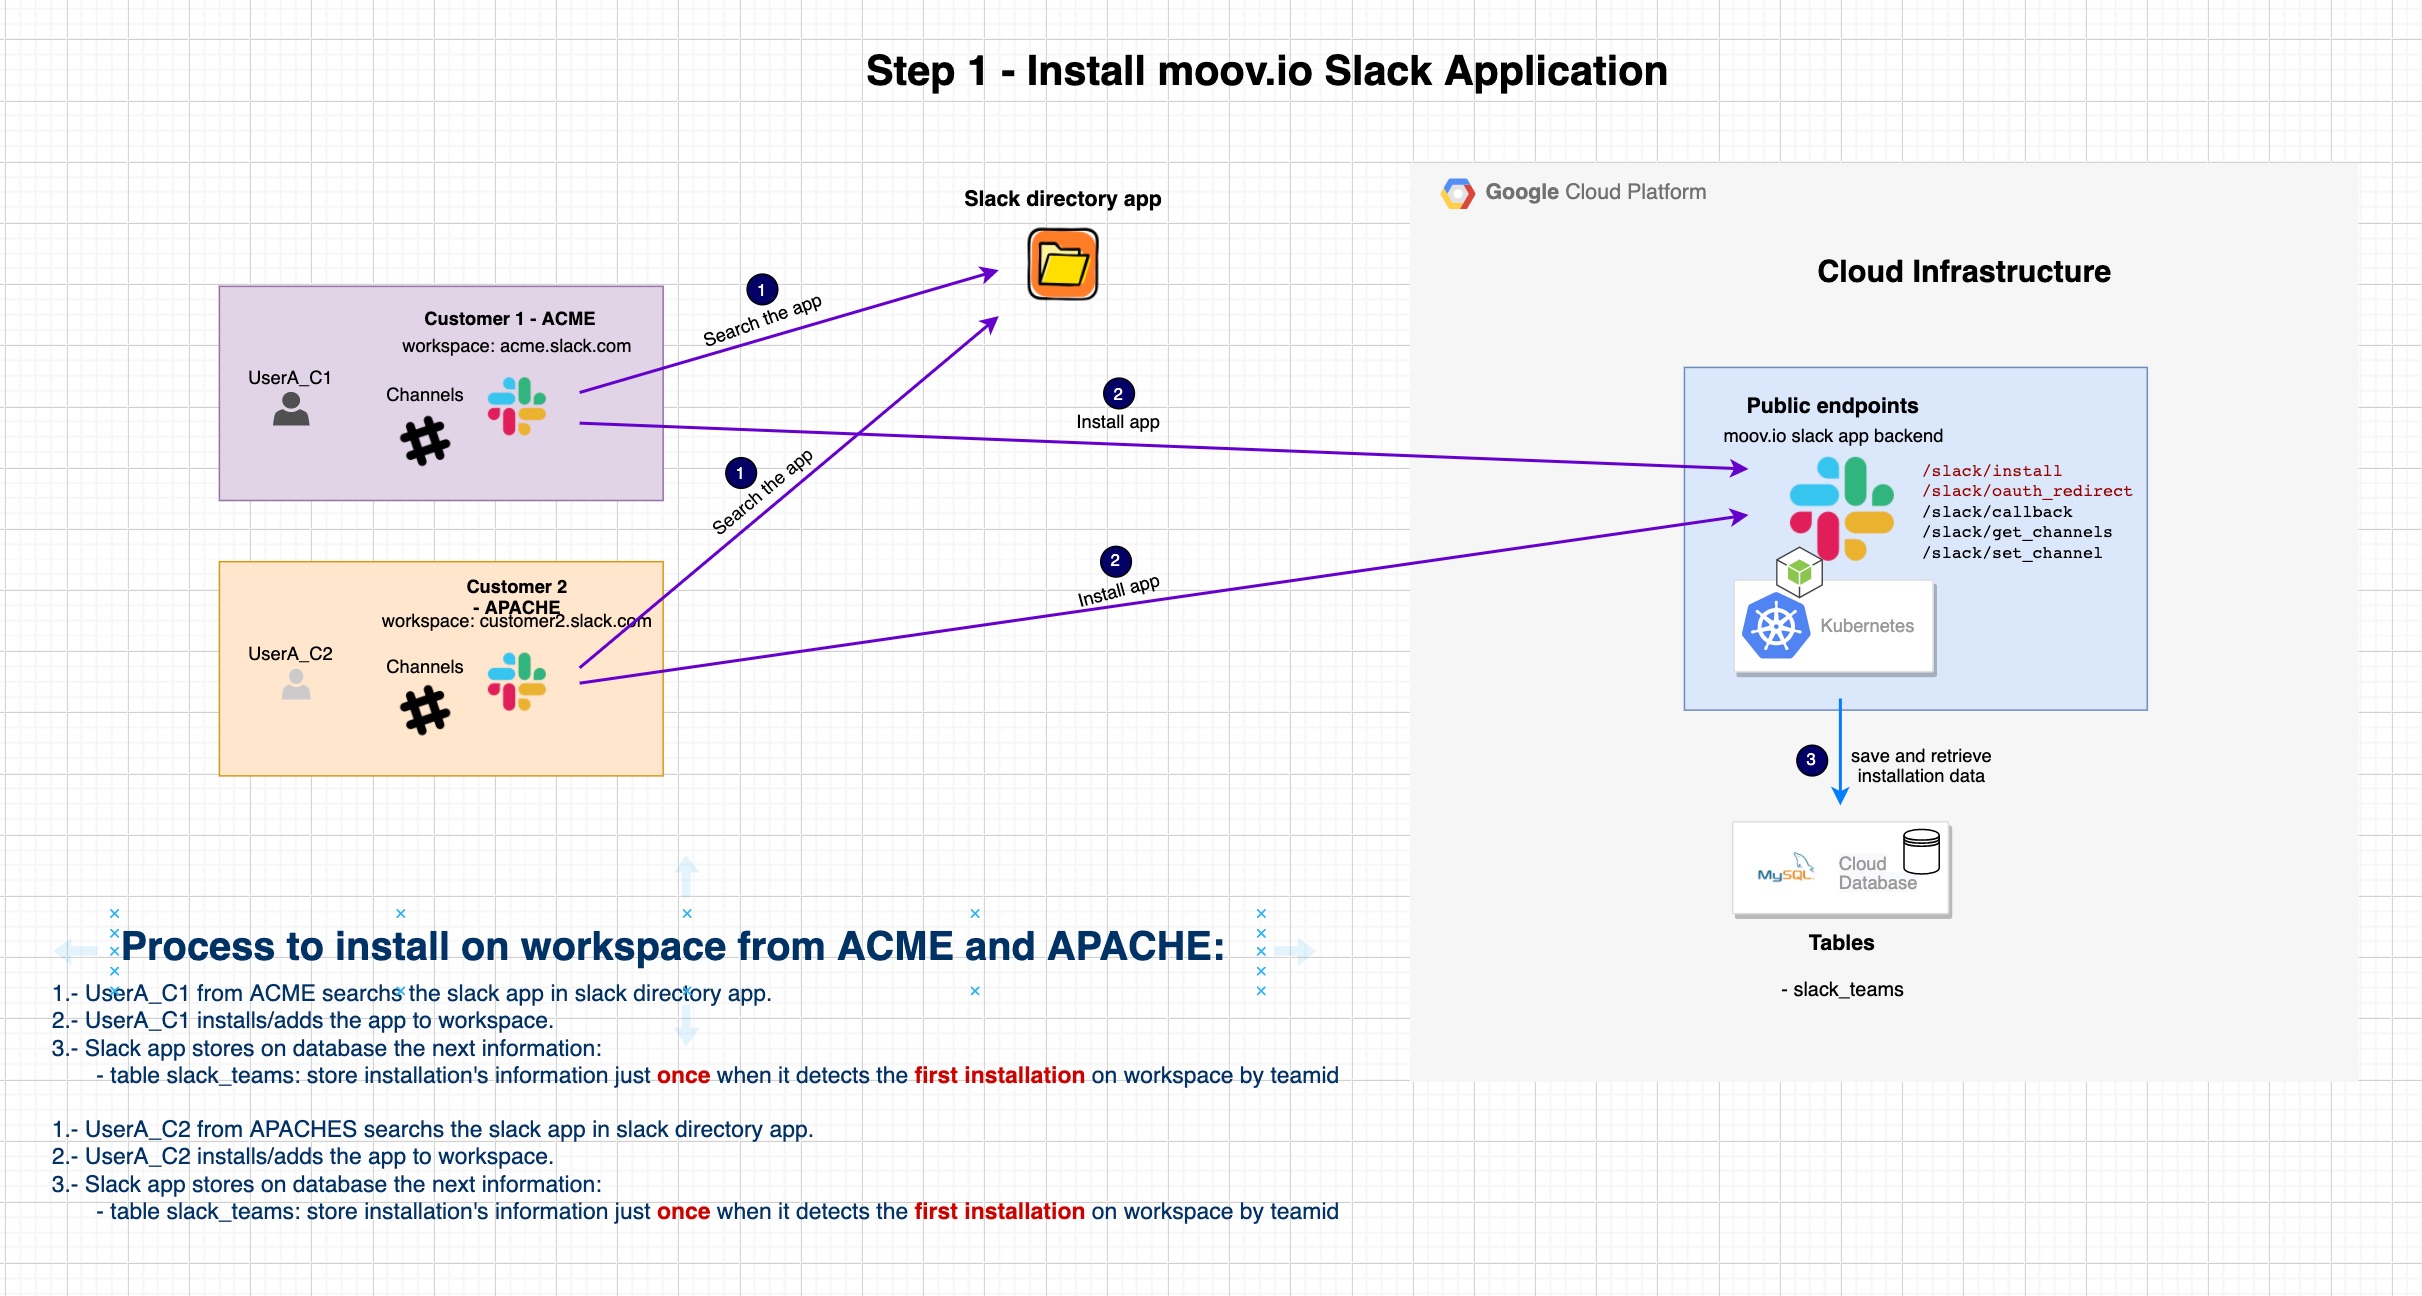 Step 1 - Install moov.io Slack Application
Slack directory app
Google Cloud Platform
Cloud Infrastructure
1
Search the app
Customer 1 - ACME
workspace: acme.slack.com
UserA_C1
Channels
2
Install app
1
Search the app
Public endpoints
moov.io slack app backend
/slack/install
/slack/oauth_redirect
/slack/callback
/slack/get_channels
/slack/set_channel
Kubernetes
2
Install app
Customer 2
- APACHE
workspace: customer2.slack.com
UserA_C2
Channels
3
save and retrieve
installation data
MySQL
Cloud
Database
Tables
- slack_teams
Process to install on workspace from ACME and APACHE:
1.- UserA_C1 from ACME searchs the slack app in slack directory app.
2.- UserA_C1 installs/adds the app to workspace.
3.- Slack app stores on database the next information:
- table slack_teams: store installation's information just once when it detects the first installation on workspace by teamid
1.- UserA_C2 from APACHES searchs the slack app in slack directory app.
2.- UserA_C2 installs/adds the app to workspace.
3.- Slack app stores on database the next information:
- table slack_teams: store installation's information just once when it detects the first installation on workspace by teamid